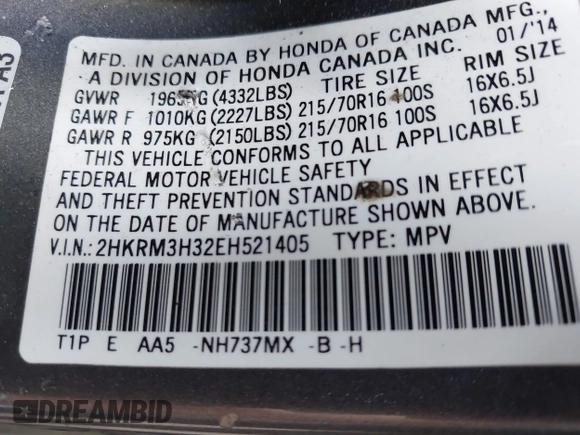 MFD. IN CANADA BY HONDA OF CANADA MFG.,
A DIVISION OF HONDA CANADA INC. 01/'14
GVWR (4332LBS) TIRE SIZE RIM SIZE
GAWR F 1010KG (2227LBS) 215/70R16 100S 16X6.5J
GAWR R 975KG (2150LBS) 215/70R16 100S 16X6.5J
THIS VEHICLE CONFORMS TO ALL APPLICABLE
FEDERAL MOTOR VEHICLE SAFETY
AND THEFT PREVENTION STANDARDS IN EFFECT
ON THE DATE OF MANUFACTURE SHOWN ABOVE.
V.I.N.: 2HKRM3H32EH521405 TYPE: MPV
T1P E AA5 -NH737MX -B -H
DREAMBID